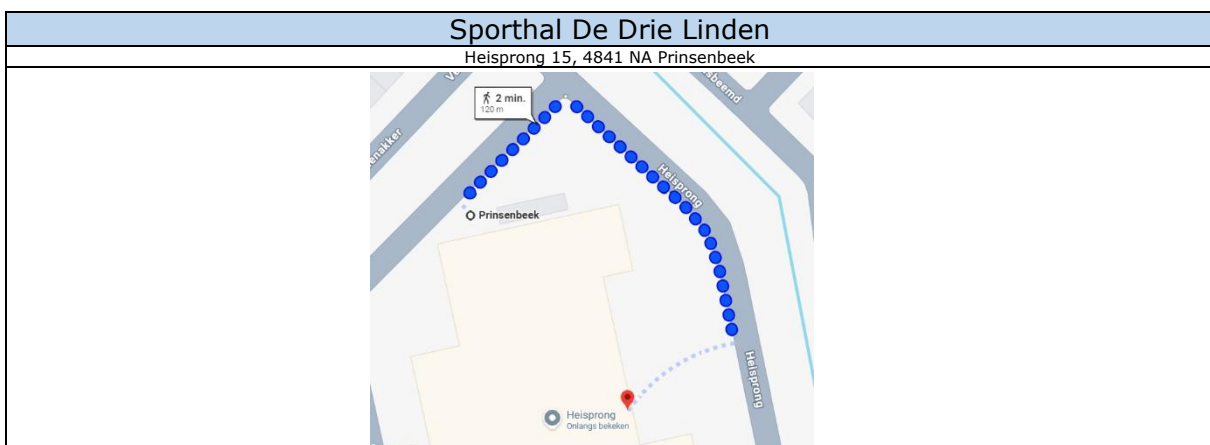 Sporthal De Drie Linden
Heisprong 15, 4841 NA Prinsenbeek
2 min.
120 m
Heisprong
Prinsenbeek
Heisprong
Heisprong
Onlangs bekeken